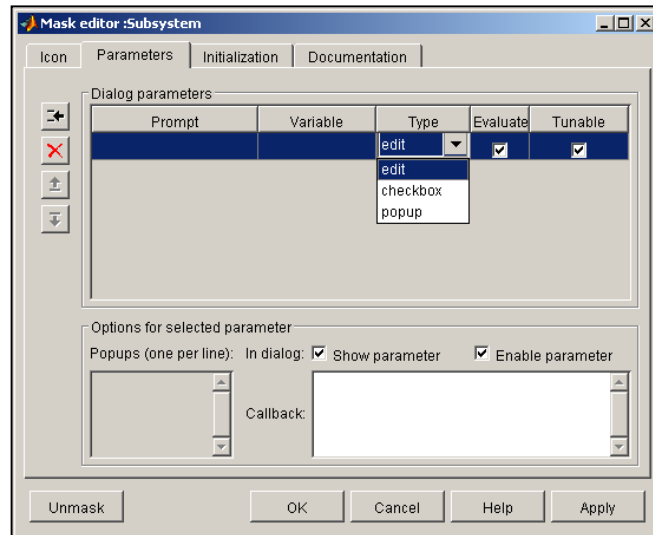 Mask editor :Subsystem
Icon Parameters Initialization Documentation
Dialog parameters
Prompt Variable Type Evaluate Tunable
edit
edit
checkbox
popup
Options for selected parameter
Popups (one per line): In dialog: Show parameter Enable parameter
Callback:
Unmask OK Cancel Help Apply